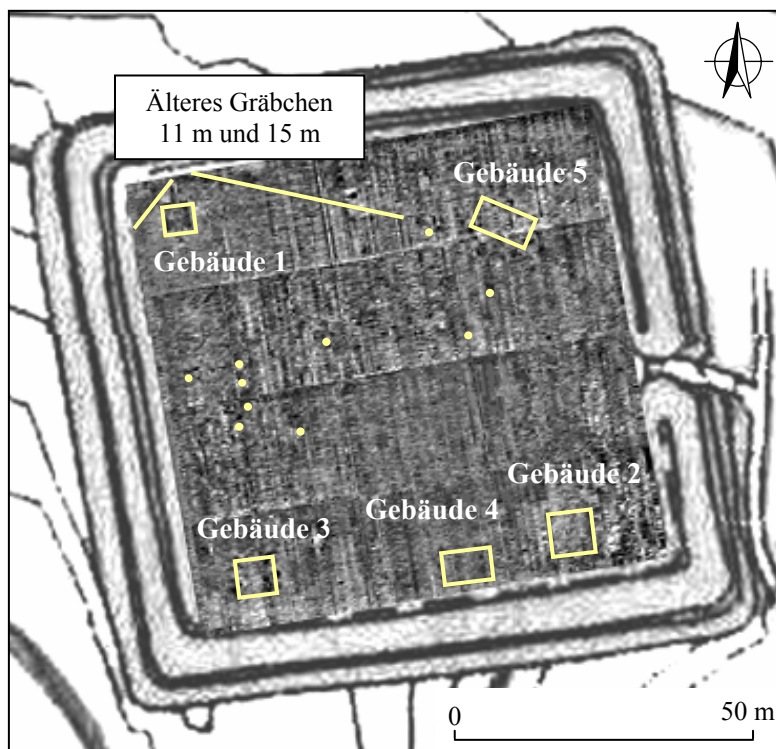 Älteres Gräbchen
11 m und 15 m
Gebäude 5
Gebäude 1
Gebäude 2
Gebäude 4
Gebäude 3
0
50 m